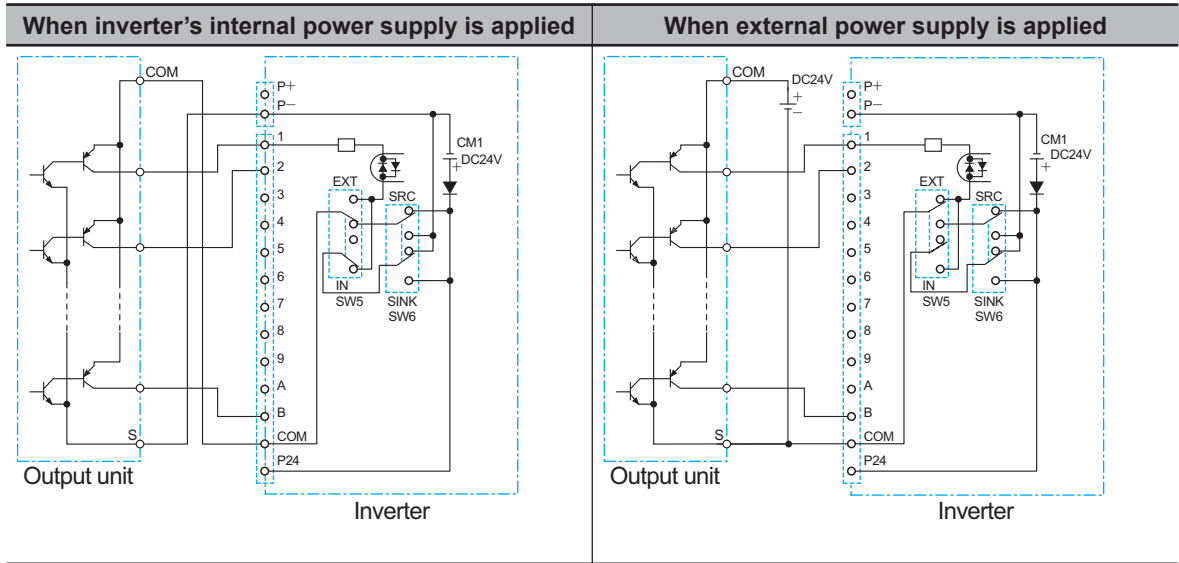 When inverter's internal power supply is applied
When external power supply is applied
COM
P+
P−
1
2
3
4
5
6
7
8
9
A
B
COM
P24
CM1
DC24V
+
EXT
SRC
IN
SW5
SINK
SW6
S
Output unit
Inverter
COM
DC24V
+
−
P+
P−
1
2
3
4
5
6
7
8
9
A
B
COM
P24
CM1
DC24V
+
EXT
SRC
IN
SW5
SINK
SW6
S
Output unit
Inverter